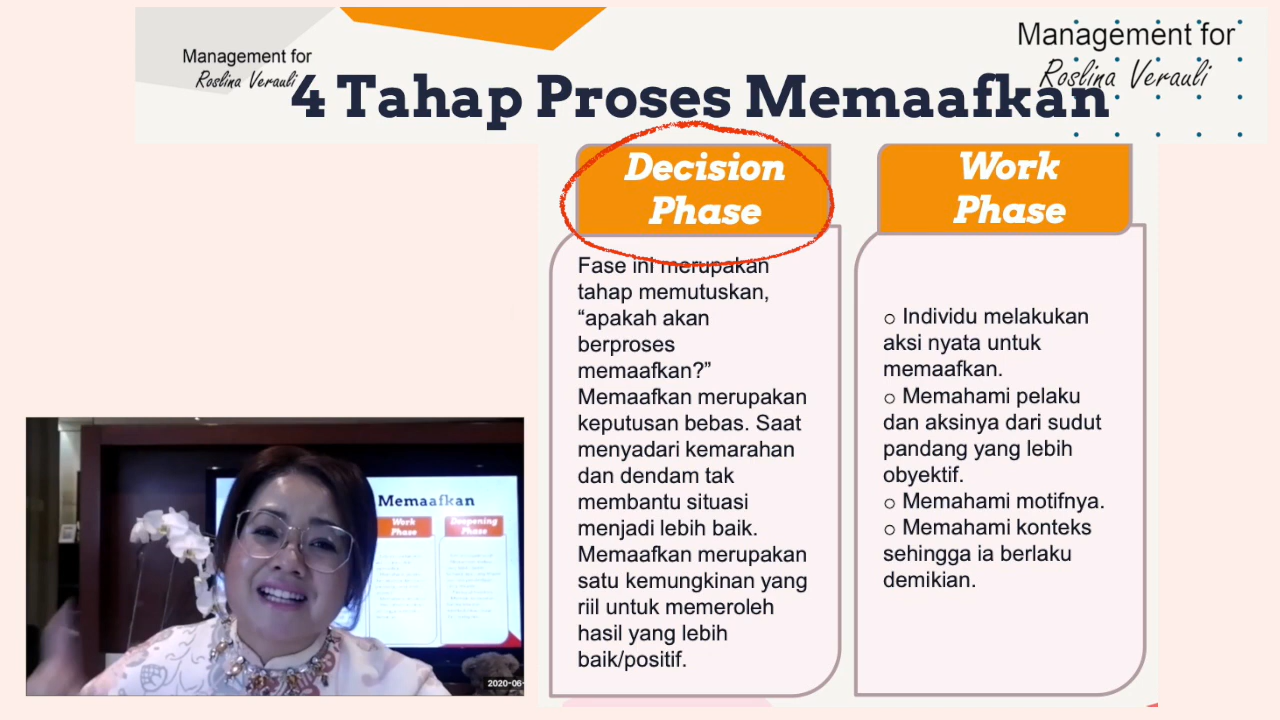 Management for
Roslina Verauli
Management for
Roslina Verauli
4 Tahap Proses Memaafkan
Decision
Phase
Fase ini merupakan
tahap memutuskan,
“apakah akan
berproses
memaafkan?”
Memaafkan merupakan
keputusan bebas. Saat
menyadari kemarahan
dan dendam tak
membantu situasi
menjadi lebih baik.
Memaafkan merupakan
satu kemungkinan yang
riil untuk memeroleh
hasil yang lebih
baik/positif.
Work
Phase
o Individu melakukan
aksi nyata untuk
memaafkan.
o Memahami pelaku
dan aksinya dari sudut
pandang yang lebih
obyektif.
o Memahami motifnya.
o Memahami konteks
sehingga ia berlaku
demikian.
Memaafkan
Work
Phase
Deepening
Phase
2020-06-